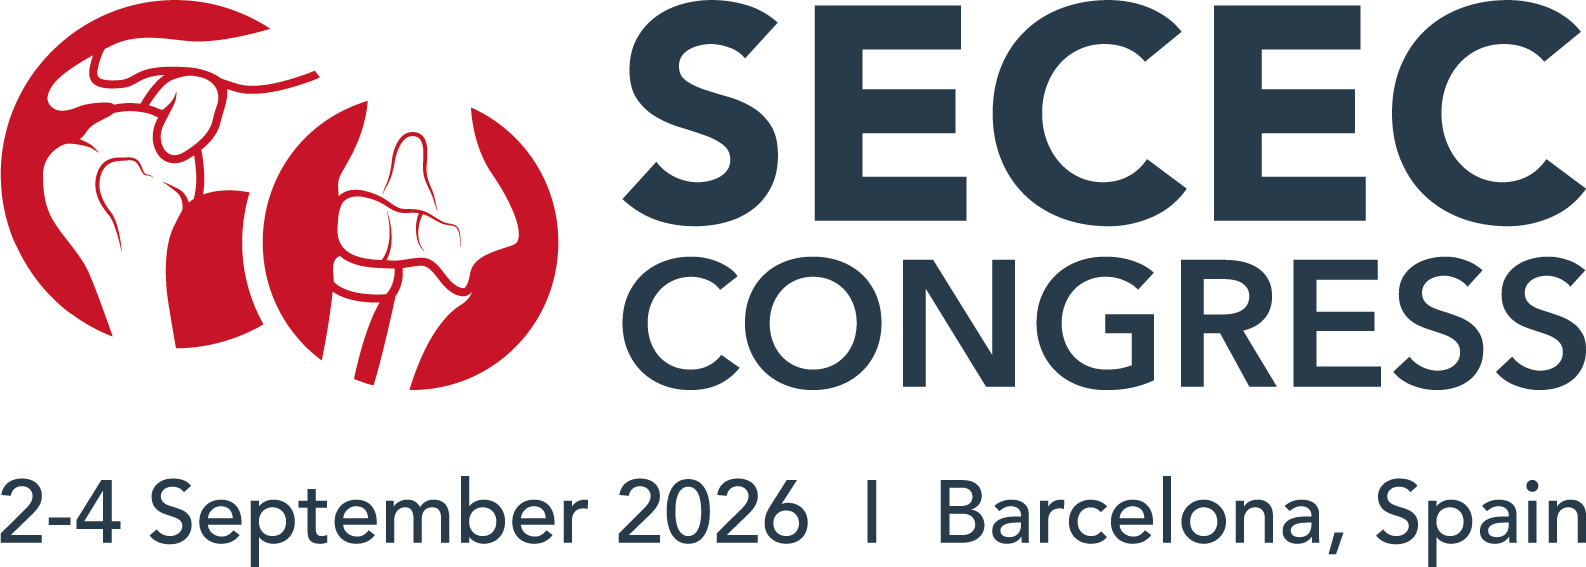 SECEC
CONGRESS
2-4 September 2026 I Barcelona, Spain